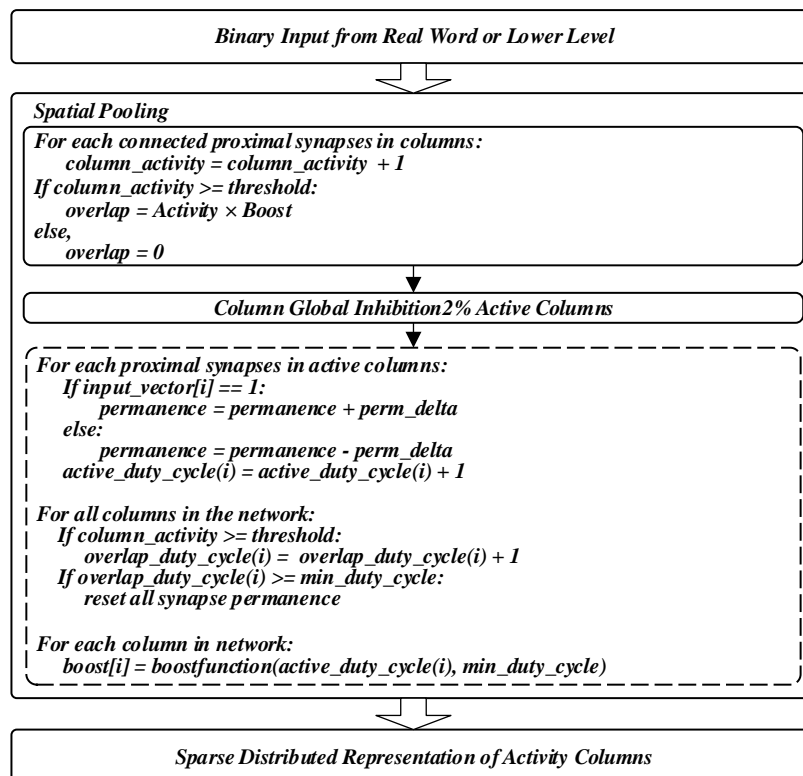 Binary Input from Real Word or Lower Level
Spatial Pooling
For each connected proximal synapses in columns:
column_activity = column_activity + 1
If column_activity >= threshold:
overlap = Activity × Boost
else,
overlap = 0
Column Global Inhibition2% Active Columns
For each proximal synapses in active columns:
If input_vector[i] == 1:
permanence = permanence + perm_delta
else:
permanence = permanence - perm_delta
active_duty_cycle(i) = active_duty_cycle(i) + 1
For all columns in the network:
If column_activity >= threshold:
overlap_duty_cycle(i) = overlap_duty_cycle(i) + 1
If overlap_duty_cycle(i) >= min_duty_cycle:
reset all synapse permanence
For each column in network:
boost[i] = boostfunction(active_duty_cycle(i), min_duty_cycle)
Sparse Distributed Representation of Activity Columns